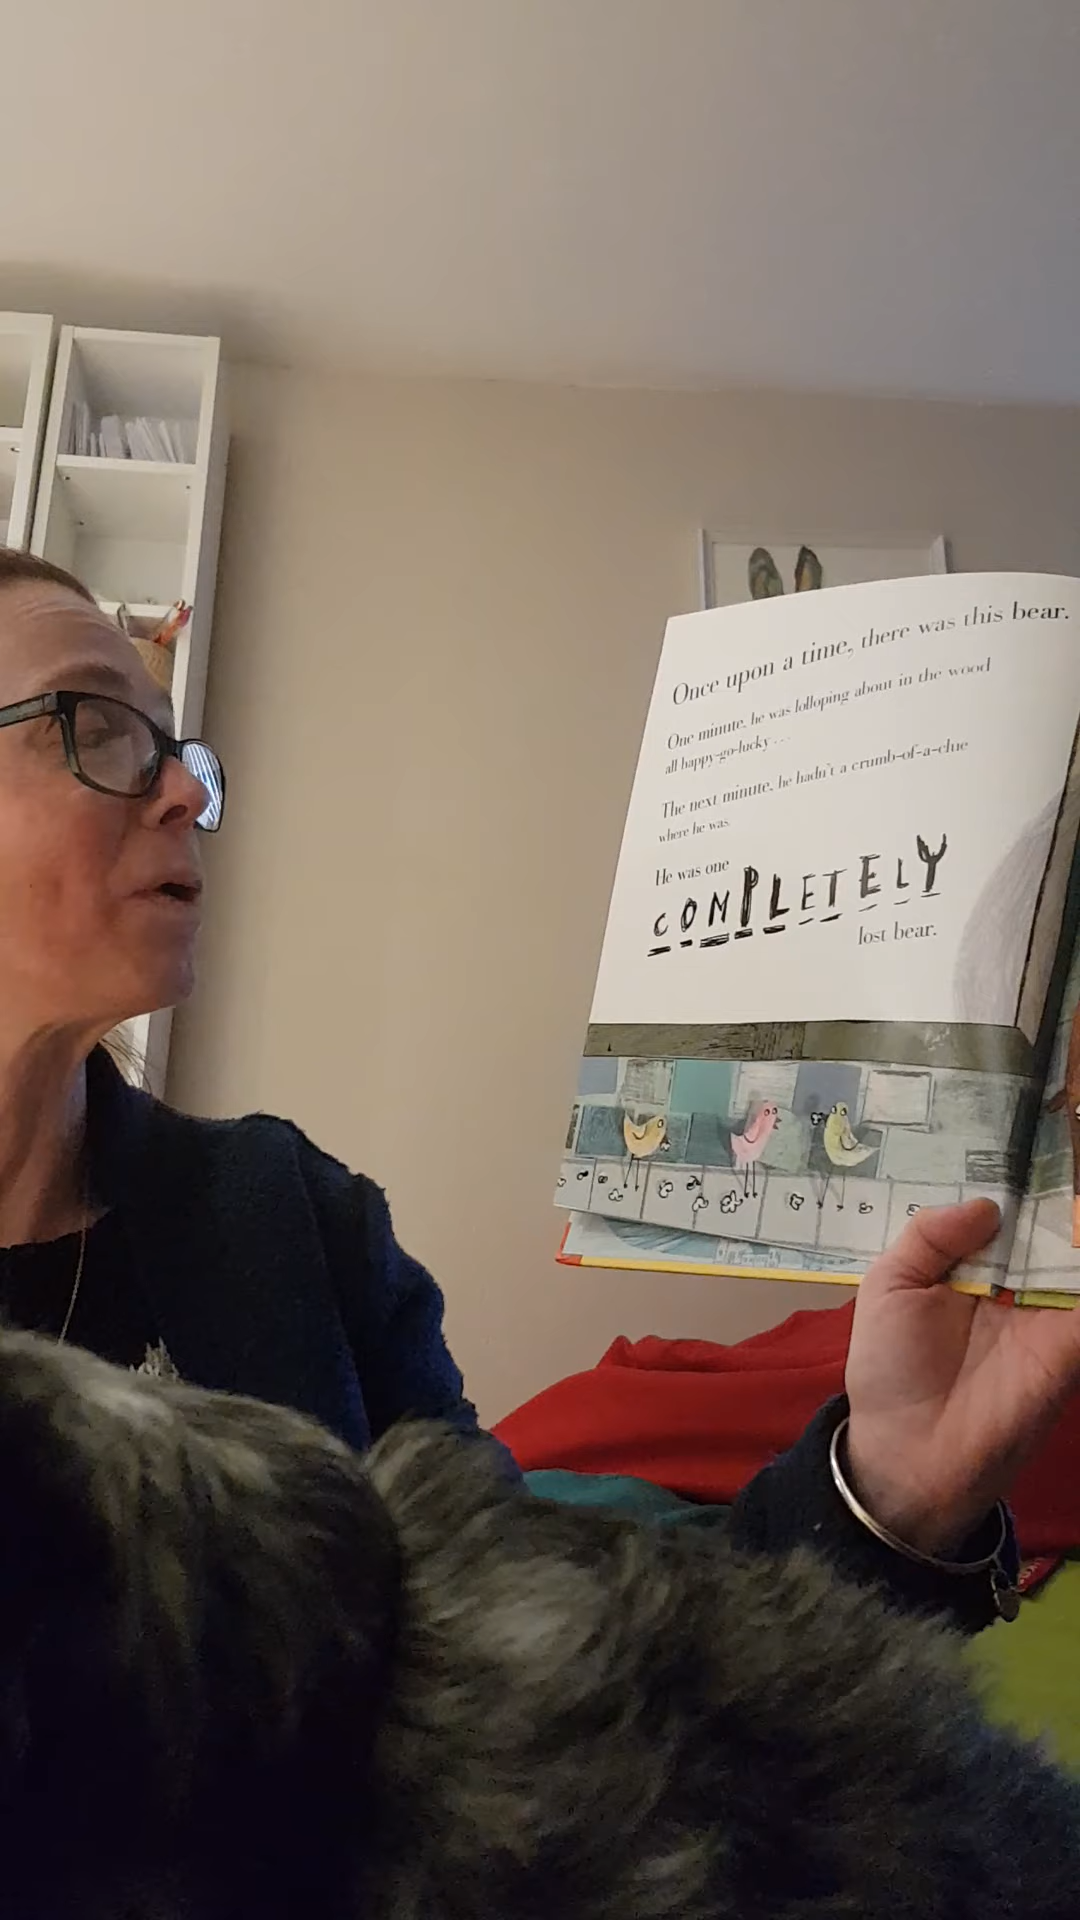 Once upon a time, there was this bear.
One minute, he was lolloping about in the wood
all happy-go-lucky . . .
The next minute, he hadn't a crumb-of-a-clue
where he was.
He was one
COMPLETELY
lost bear.